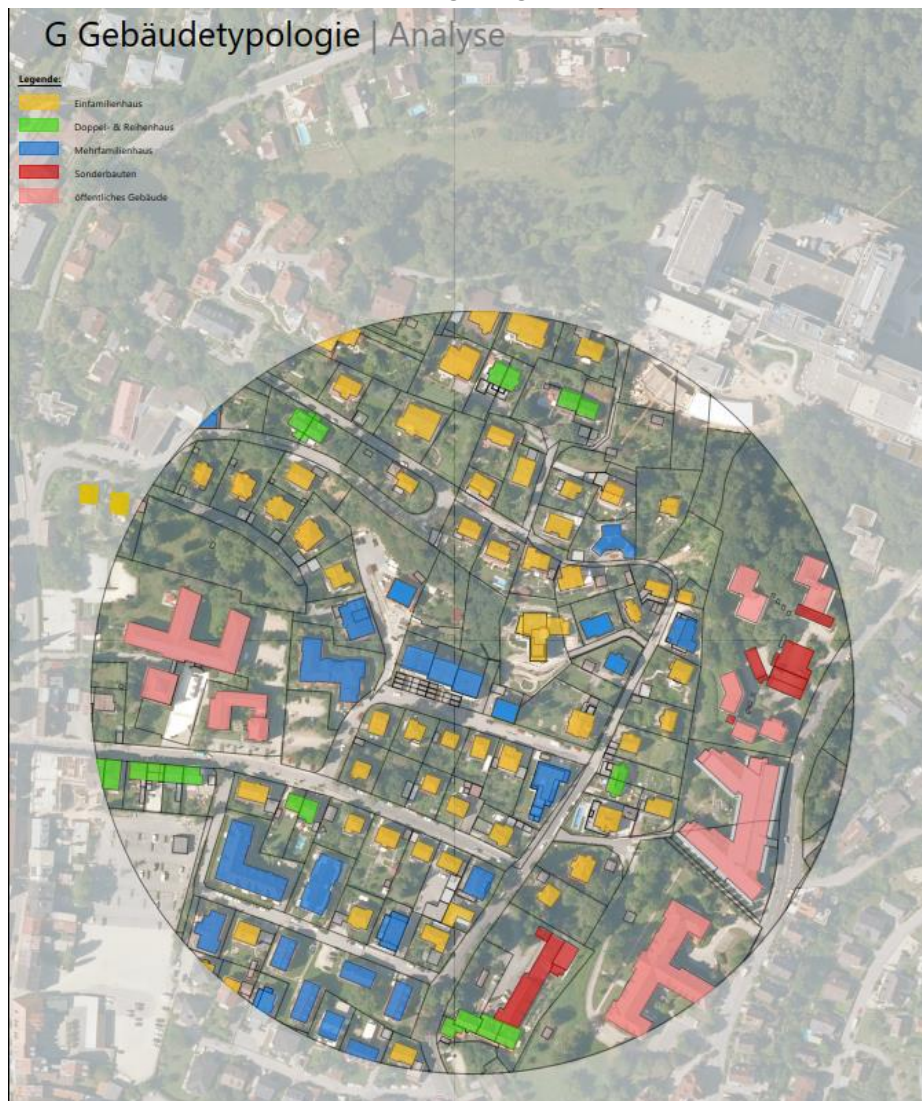 G Gebäudetypologie | Analyse
Legende:
Einfamilienhaus
Doppel- & Reihenhaus
Mehrfamilienhaus
Sonderbauten
öffentliches Gebäude